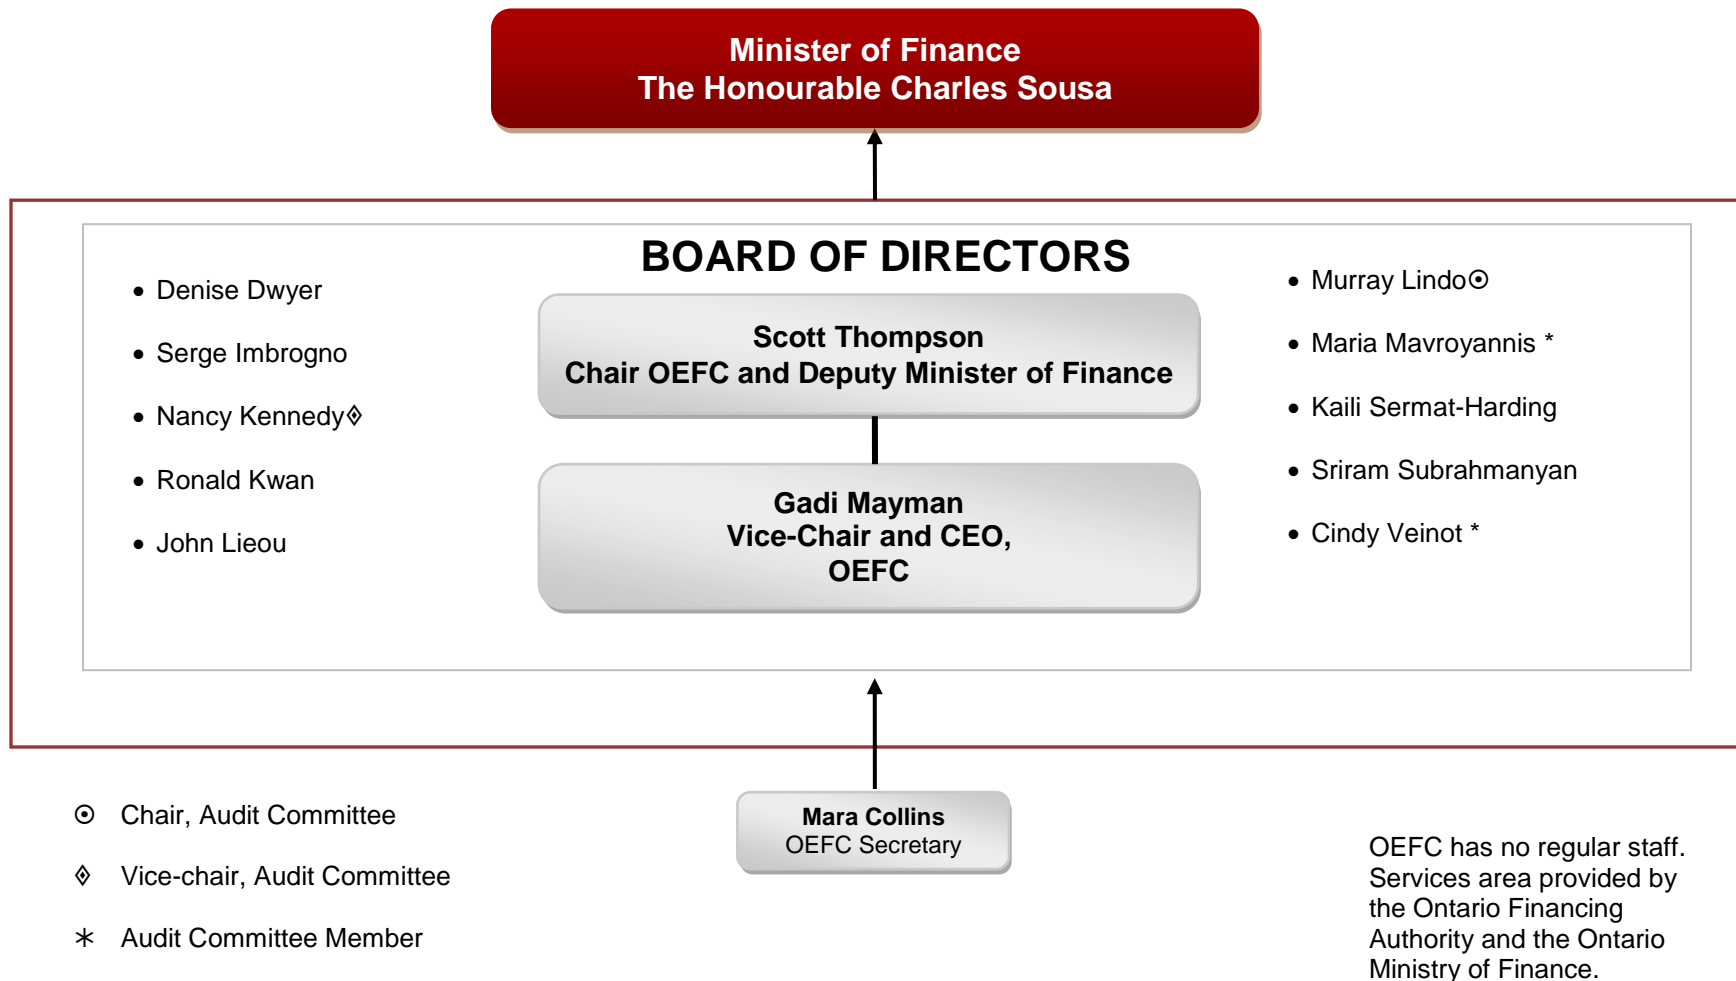 Minister of Finance
The Honourable Charles Sousa
BOARD OF DIRECTORS
• Denise Dwyer
• Serge Imbrogno
• Nancy Kennedy◊
• Ronald Kwan
• John Lieou
Scott Thompson
Chair OEFC and Deputy Minister of Finance
Gadi Mayman
Vice-Chair and CEO,
OEFC
• Murray Lindo☉
• Maria Mavroyannis *
• Kaili Sermat-Harding
• Sriram Subrahmanyan
• Cindy Veinot *
Mara Collins
OEFC Secretary
☉ Chair, Audit Committee
◊ Vice-chair, Audit Committee
* Audit Committee Member
OEFC has no regular staff.
Services area provided by
the Ontario Financing
Authority and the Ontario
Ministry of Finance.